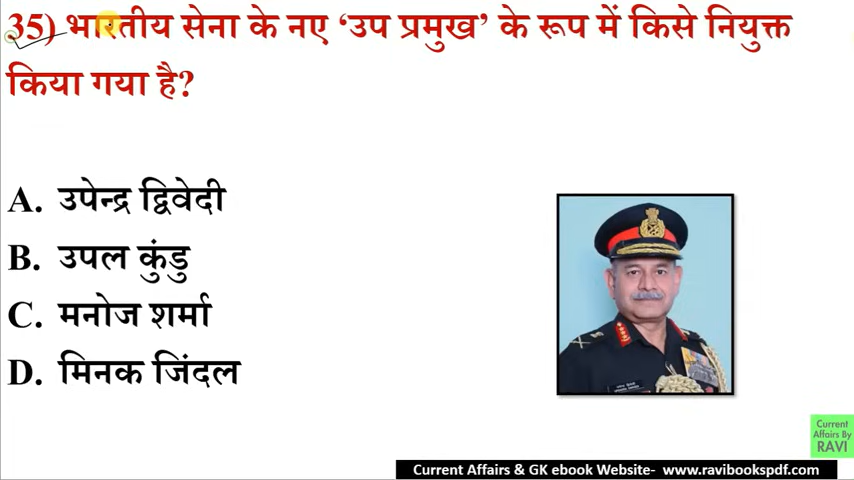 35) भारतीय सेना के नए ‘उप प्रमुख’ के रूप में किसे नियुक्त
किया गया है?
A. उपेन्द्र द्विवेदी
B. उपल कुंडु
C. मनोज शर्मा
D. मिनक जिंदल
Current
Affairs By
RAVI
Current Affairs & GK ebook Website- www.ravibookspdf.com